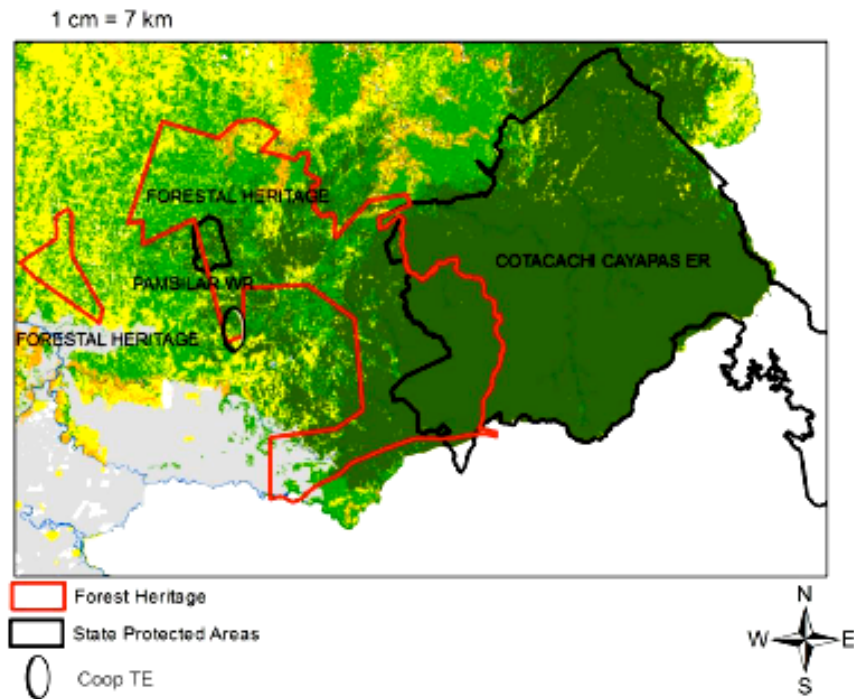 1 cm = 7 km
FORESTAL HERITAGE
COTACACHI CAYAPAS ER
PAMBILAR WR
FORESTAL HERITAGE
Forest Heritage
State Protected Areas
Coop TE
N
W E
S